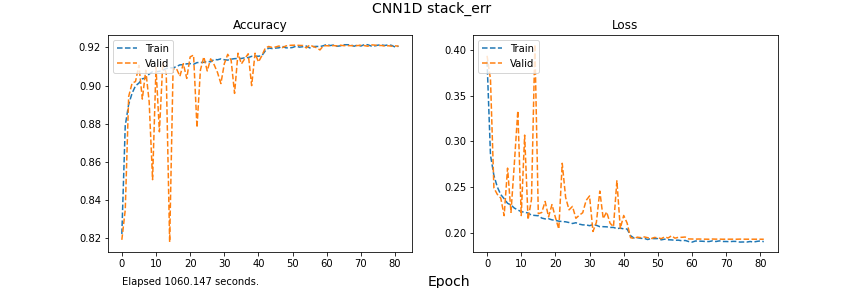 CNN1D stack_err
Accuracy
0.92
0.90
0.88
0.86
0.84
0.82
Train
Valid
0 10 20 30 40 50 60 70 80
Elapsed 1060.147 seconds.
Loss
0.40
0.35
0.30
0.25
0.20
Train
Valid
0 10 20 30 40 50 60 70 80
Epoch